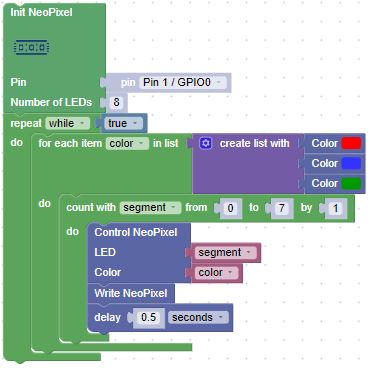 Init NeoPixel
Pin pin Pin 1 / GPIO0
Number of LEDs 8
repeat while true
do for each item color in list create list with Color
Color
Color
do count with segment from 0 to 7 by 1
do Control NeoPixel
LED segment
Color color
Write NeoPixel
delay 0.5 seconds